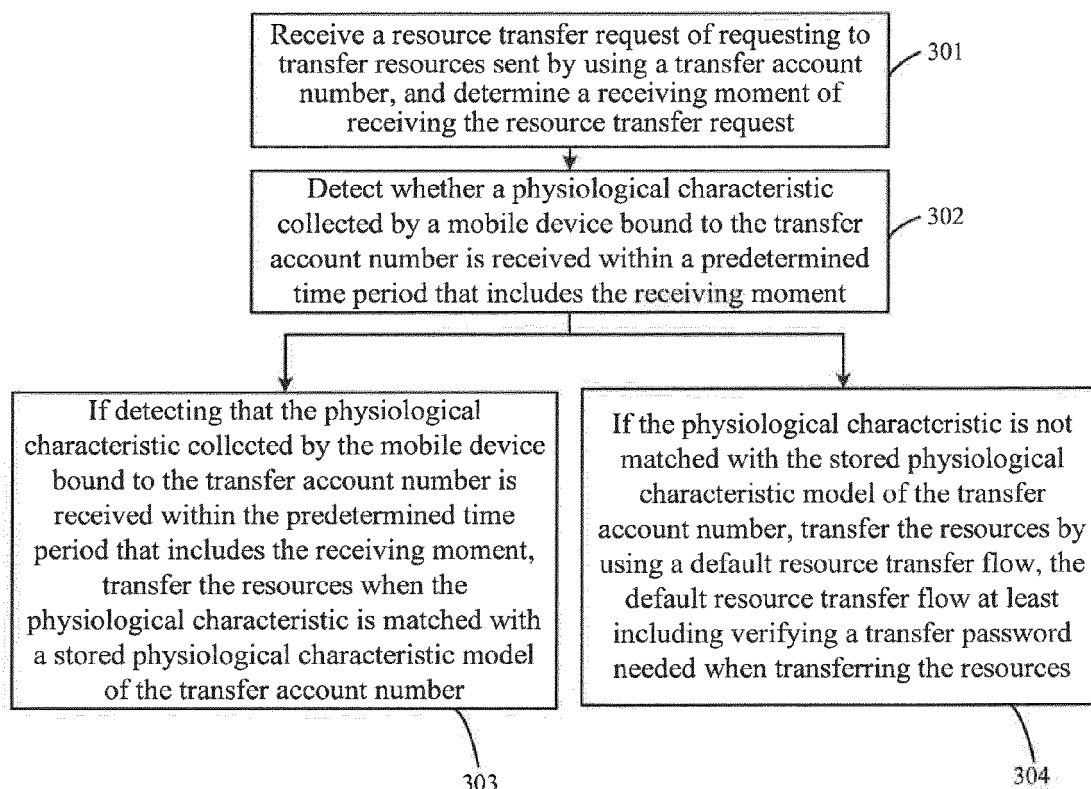 Receive a resource transfer request of requesting to
transfer resources sent by using a transfer account
number, and determine a receiving moment of
receiving the resource transfer request
301
Detect whether a physiological characteristic
collected by a mobile device bound to the transfer
account number is received within a predetermined
time period that includes the receiving moment
302
If detecting that the physiological
characteristic collected by the mobile device
bound to the transfer account number is
received within the predetermined time
period that includes the receiving moment,
transfer the resources when the
physiological characteristic is matched with
a stored physiological characteristic model
of the transfer account number
303
If the physiological characteristic is not
matched with the stored physiological
characteristic model of the transfer
account number, transfer the resources by
using a default resource transfer flow, the
default resource transfer flow at least
including verifying a transfer password
needed when transferring the resources
304